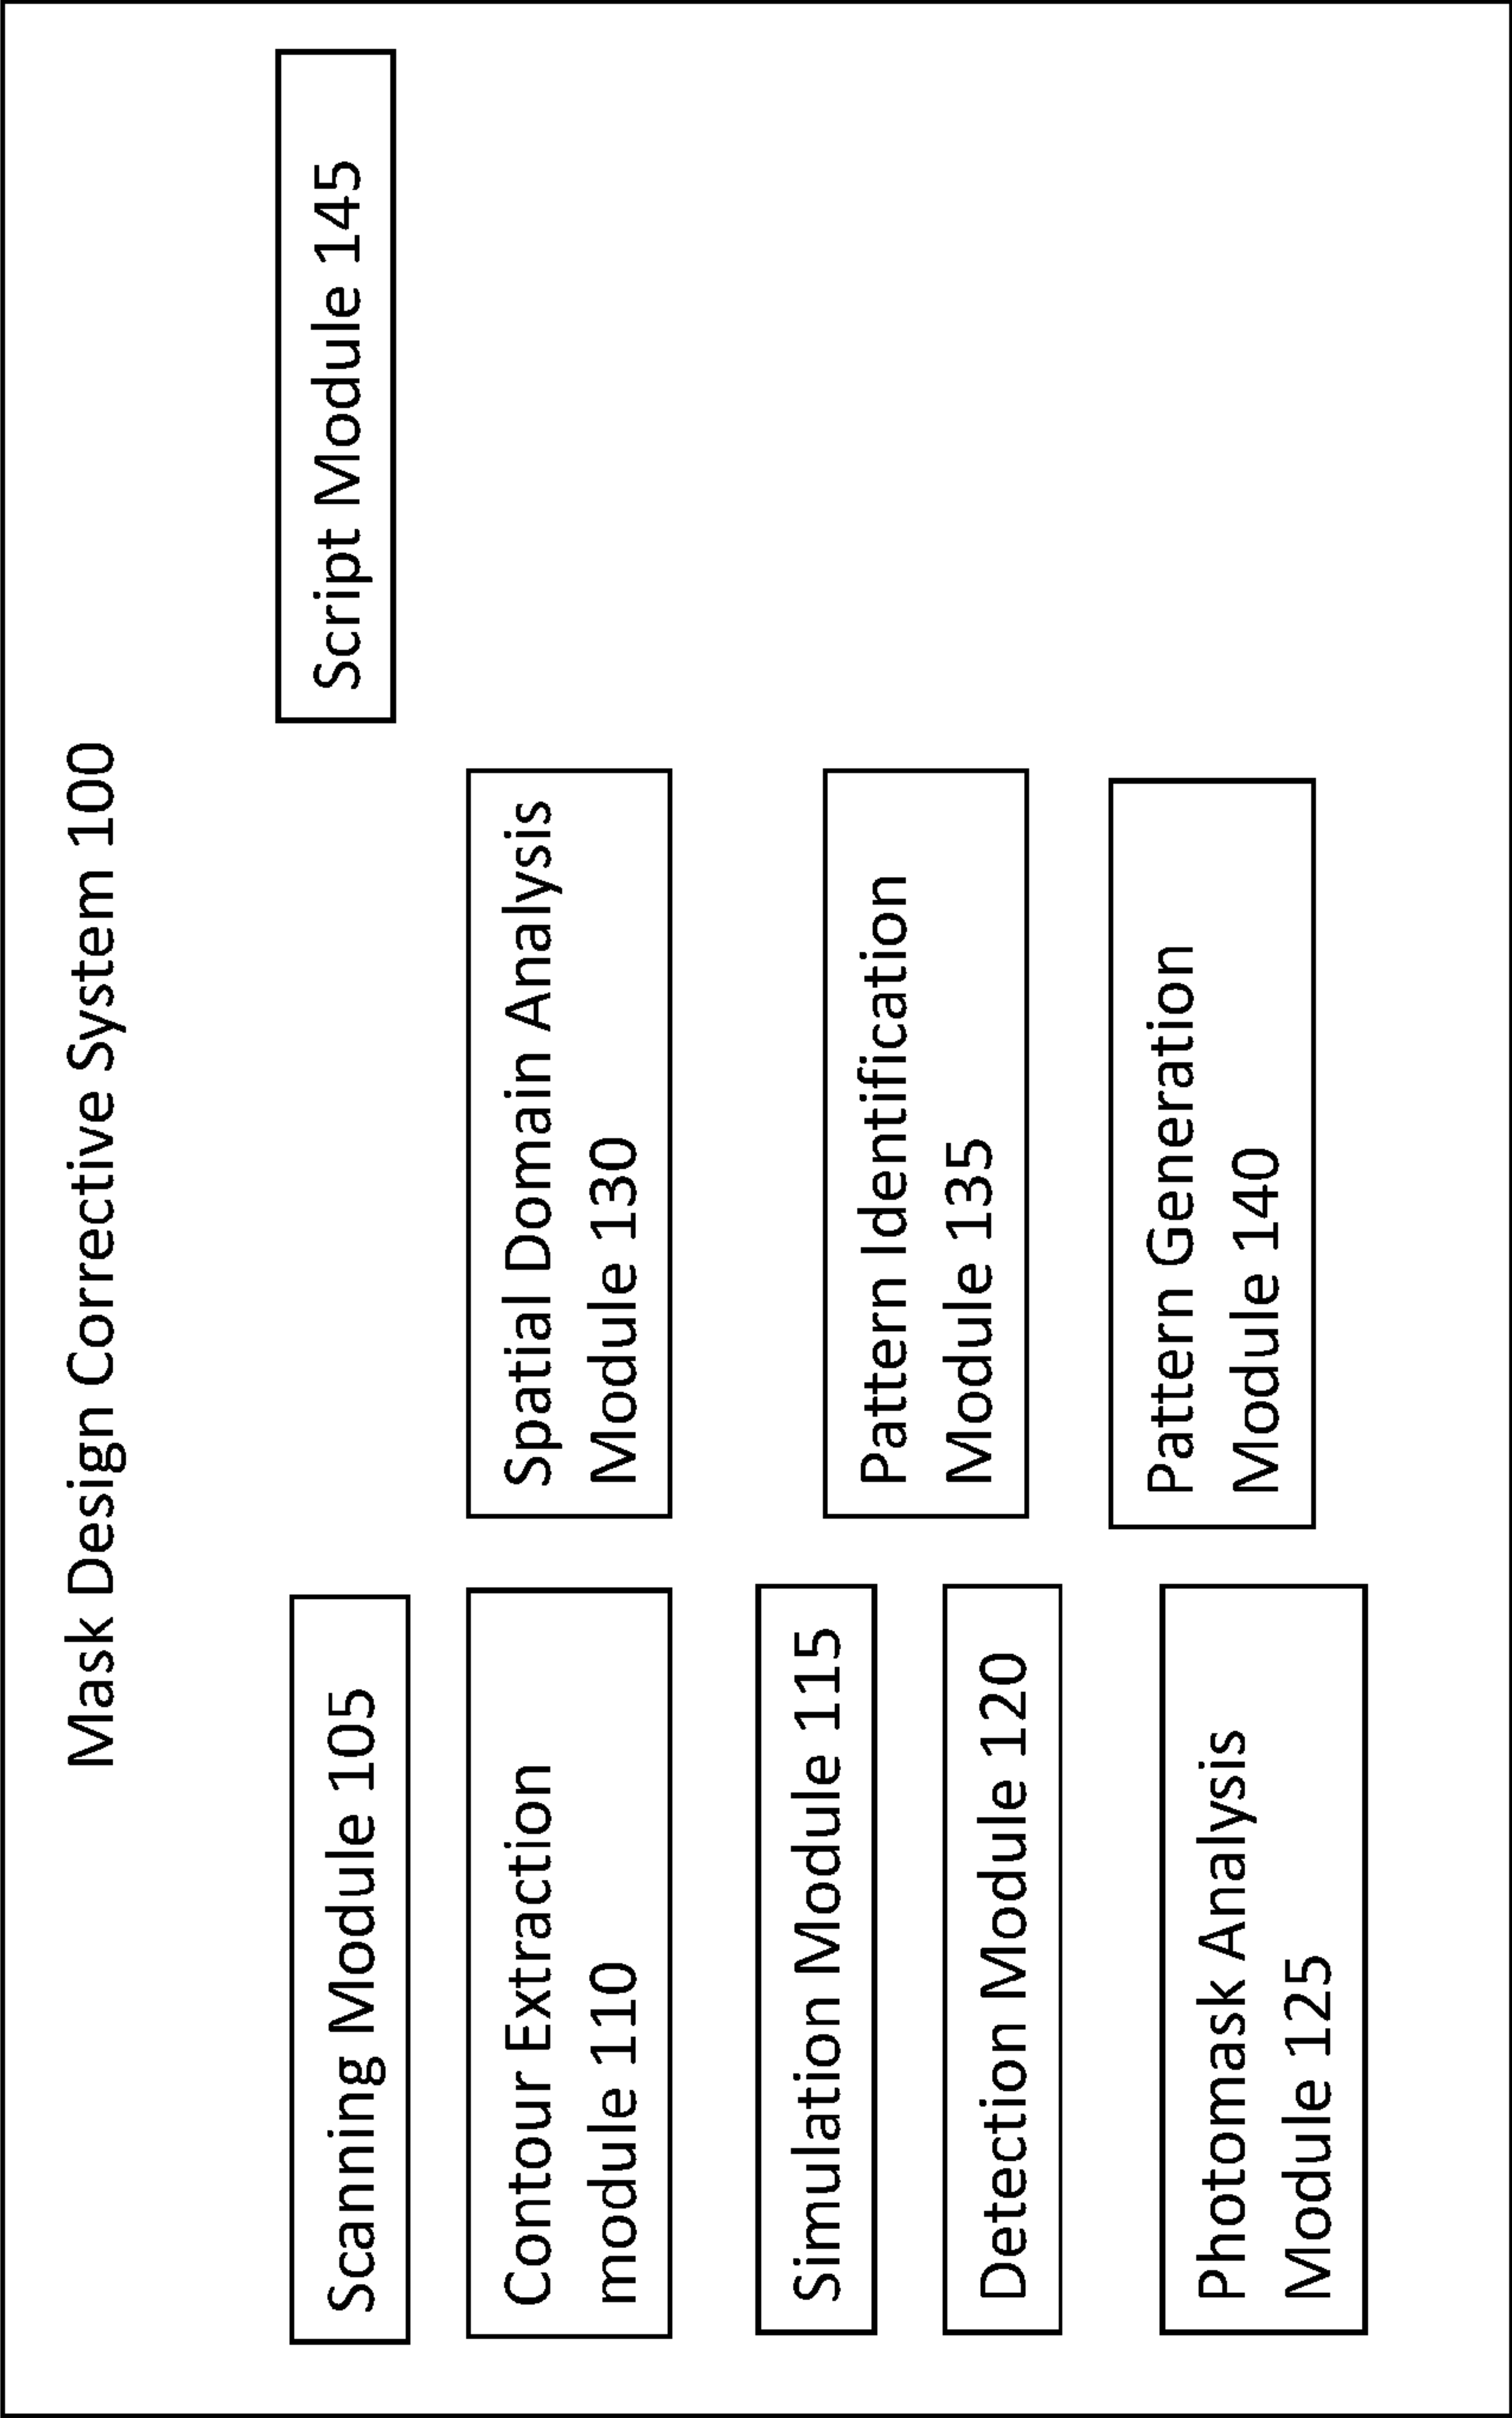 Mask Design Corrective System 100
Scanning Module 105
Contour Extraction
module 110
Simulation Module 115
Detection Module 120
Photomask Analysis
Module 125
Spatial Domain Analysis
Module 130
Pattern Identification
Module 135
Pattern Generation
Module 140
Script Module 145